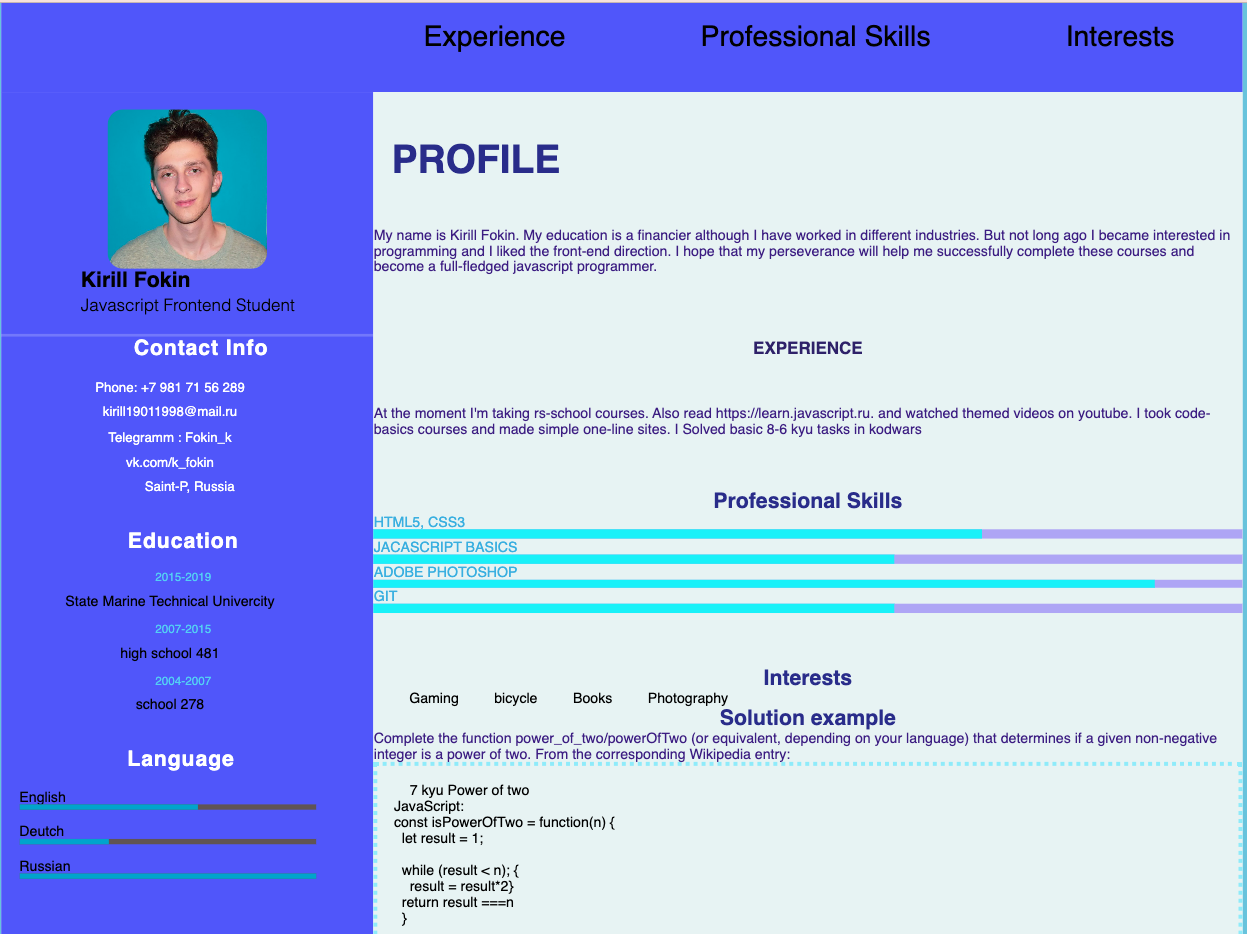 Experience
Professional Skills
Interests
Kirill Fokin
Javascript Frontend Student
Contact Info
Phone: +7 981 71 56 289
kirill19011998@mail.ru
Telegramm : Fokin_k
vk.com/k_fokin
Saint-P, Russia
Education
2015-2019
State Marine Technical Univercity
2007-2015
high school 481
2004-2007
school 278
Language
English
Deutch
Russian
PROFILE
My name is Kirill Fokin. My education is a financier although I have worked in different industries. But not long ago I became interested in
programming and I liked the front-end direction. I hope that my perseverance will help me successfully complete these courses and
become a full-fledged javascript programmer.
EXPERIENCE
At the moment I'm taking rs-school courses. Also read https://learn.javascript.ru. and watched themed videos on youtube. I took code-
basics courses and made simple one-line sites. I Solved basic 8-6 kyu tasks in kodwars
Professional Skills
HTML5, CSS3
JACASCRIPT BASICS
ADOBE PHOTOSHOP
GIT
Interests
Gaming bicycle Books Photography
Solution example
Complete the function power_of_two/powerOfTwo (or equivalent, depending on your language) that determines if a given non-negative
integer is a power of two. From the corresponding Wikipedia entry:
7 kyu Power of two
JavaScript:
const isPowerOfTwo = function(n) {
let result = 1;
while (result < n); {
result = result*2}
return result ===n
}